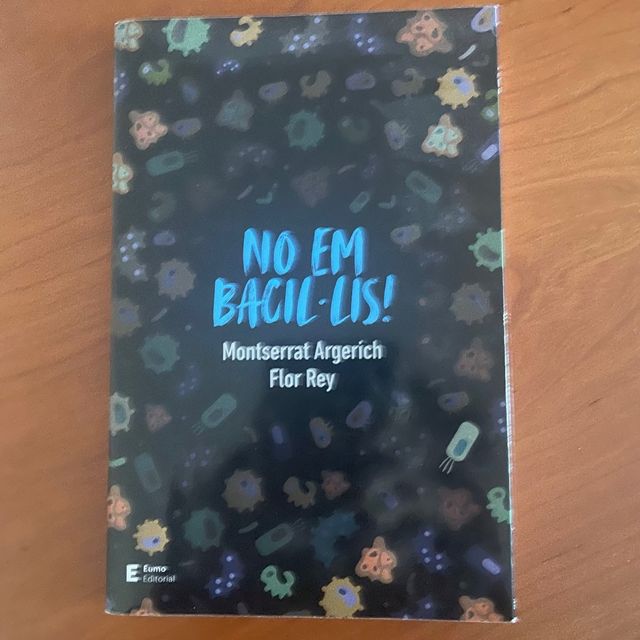 NO EM
BACIL·LIS!
Montserrat Argerich
Flor Rey
E Eumo
Editorial